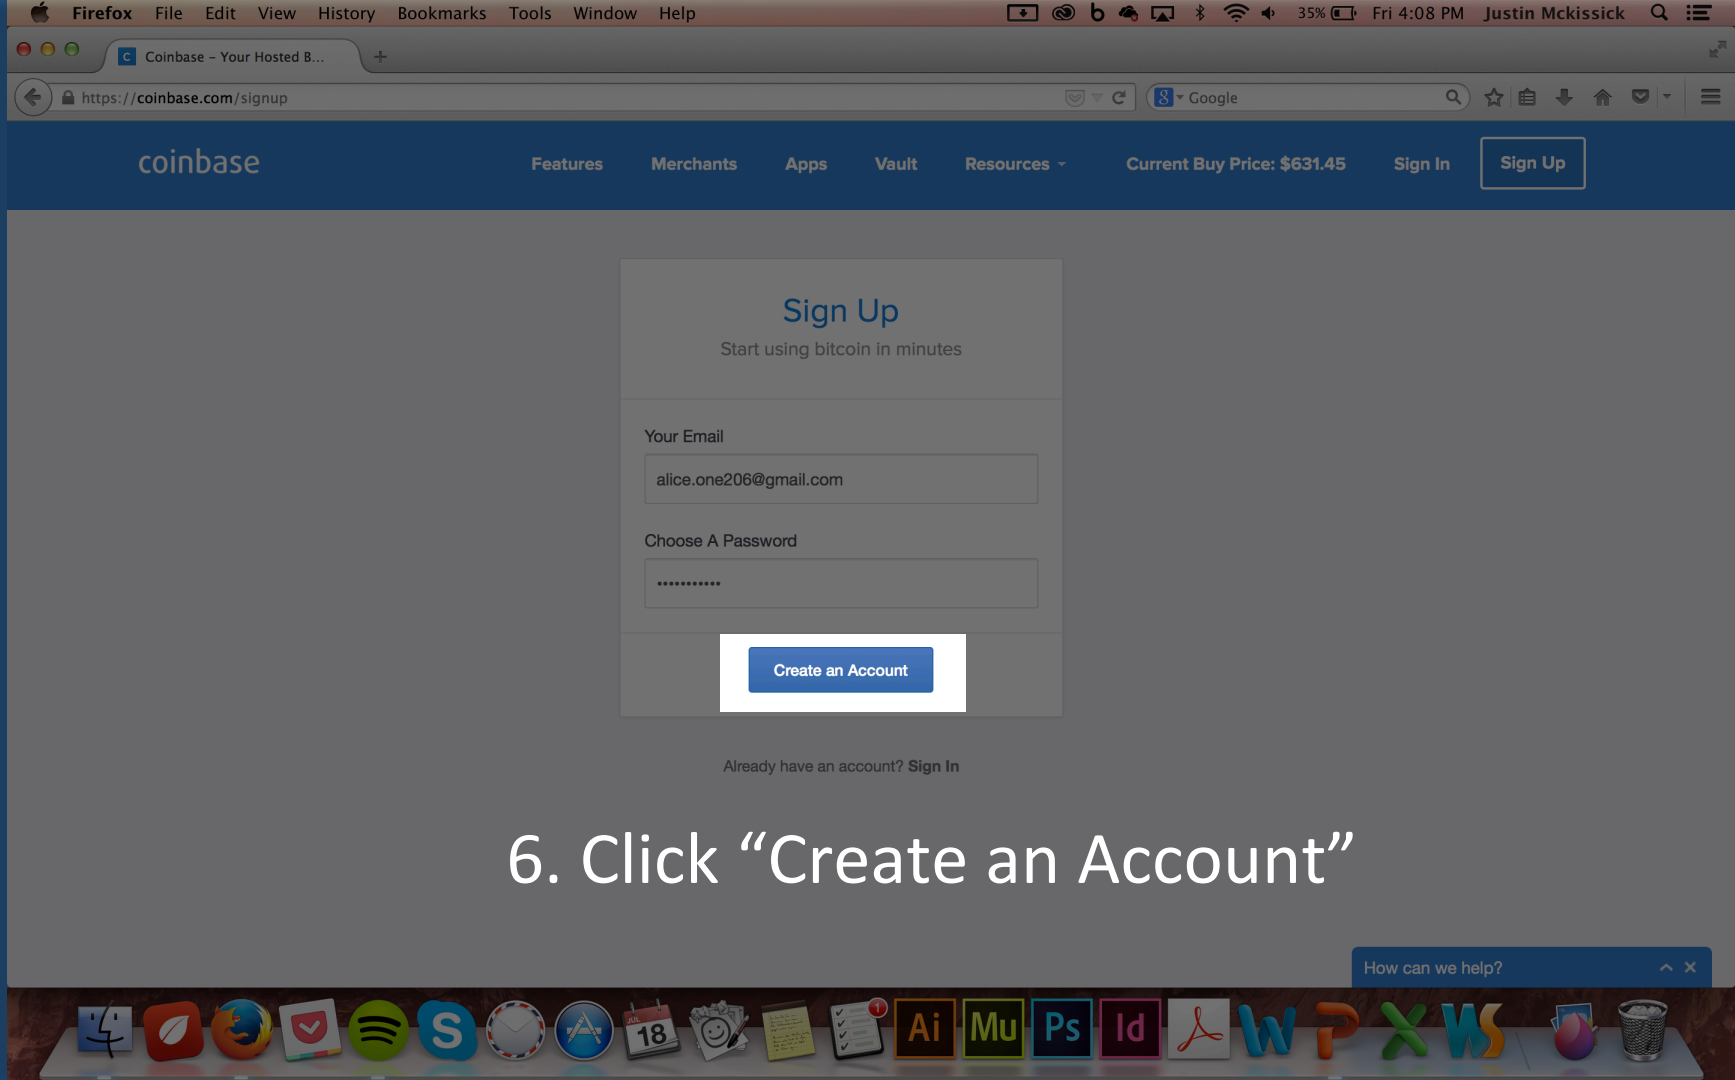 Firefox File Edit View History Bookmarks Tools Window Help 35% Fri 4:08 PM Justin Mckissick
C Coinbase – Your Hosted B... +
https://coinbase.com/signup 8 Google
coinbase Features Merchants Apps Vault Resources Current Buy Price: $631.45 Sign In Sign Up
Sign Up
Start using bitcoin in minutes
Your Email
alice.one206@gmail.com
Choose A Password
•••••••••••
Create an Account
Already have an account? Sign In
6. Click “Create an Account”
How can we help?
S JUL 18 1 Ai Mu Ps Id W P X WS